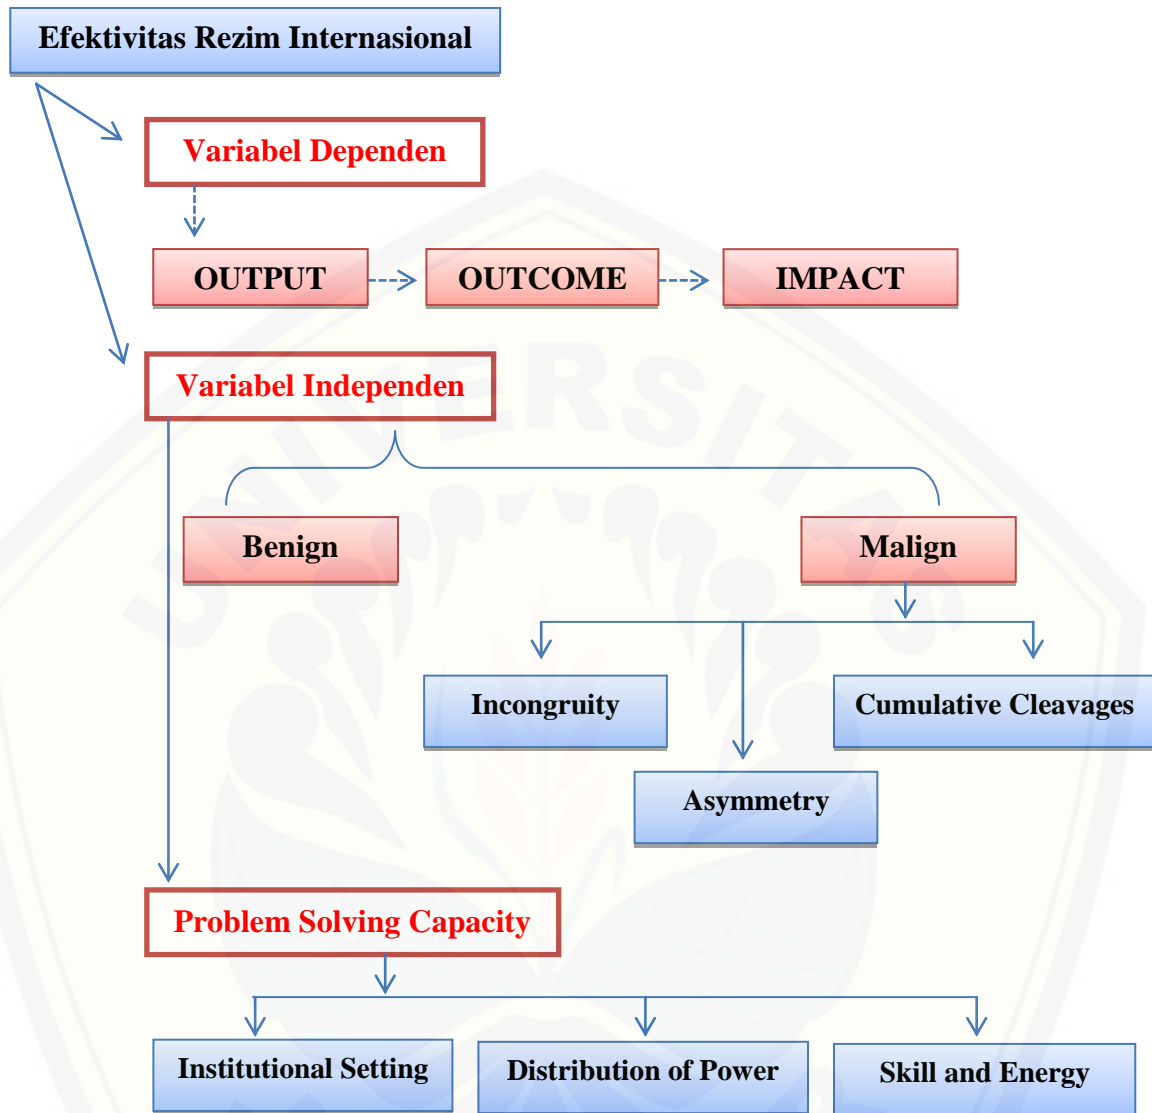 Efektivitas Rezim Internasional
Variabel Dependen
OUTPUT
OUTCOME
IMPACT
Variabel Independen
UNIVERSITAS
Benign
Malign
Incongruity
Cumulative Cleavages
Asymmetry
Problem Solving Capacity
Institutional Setting
Distribution of Power
Skill and Energy